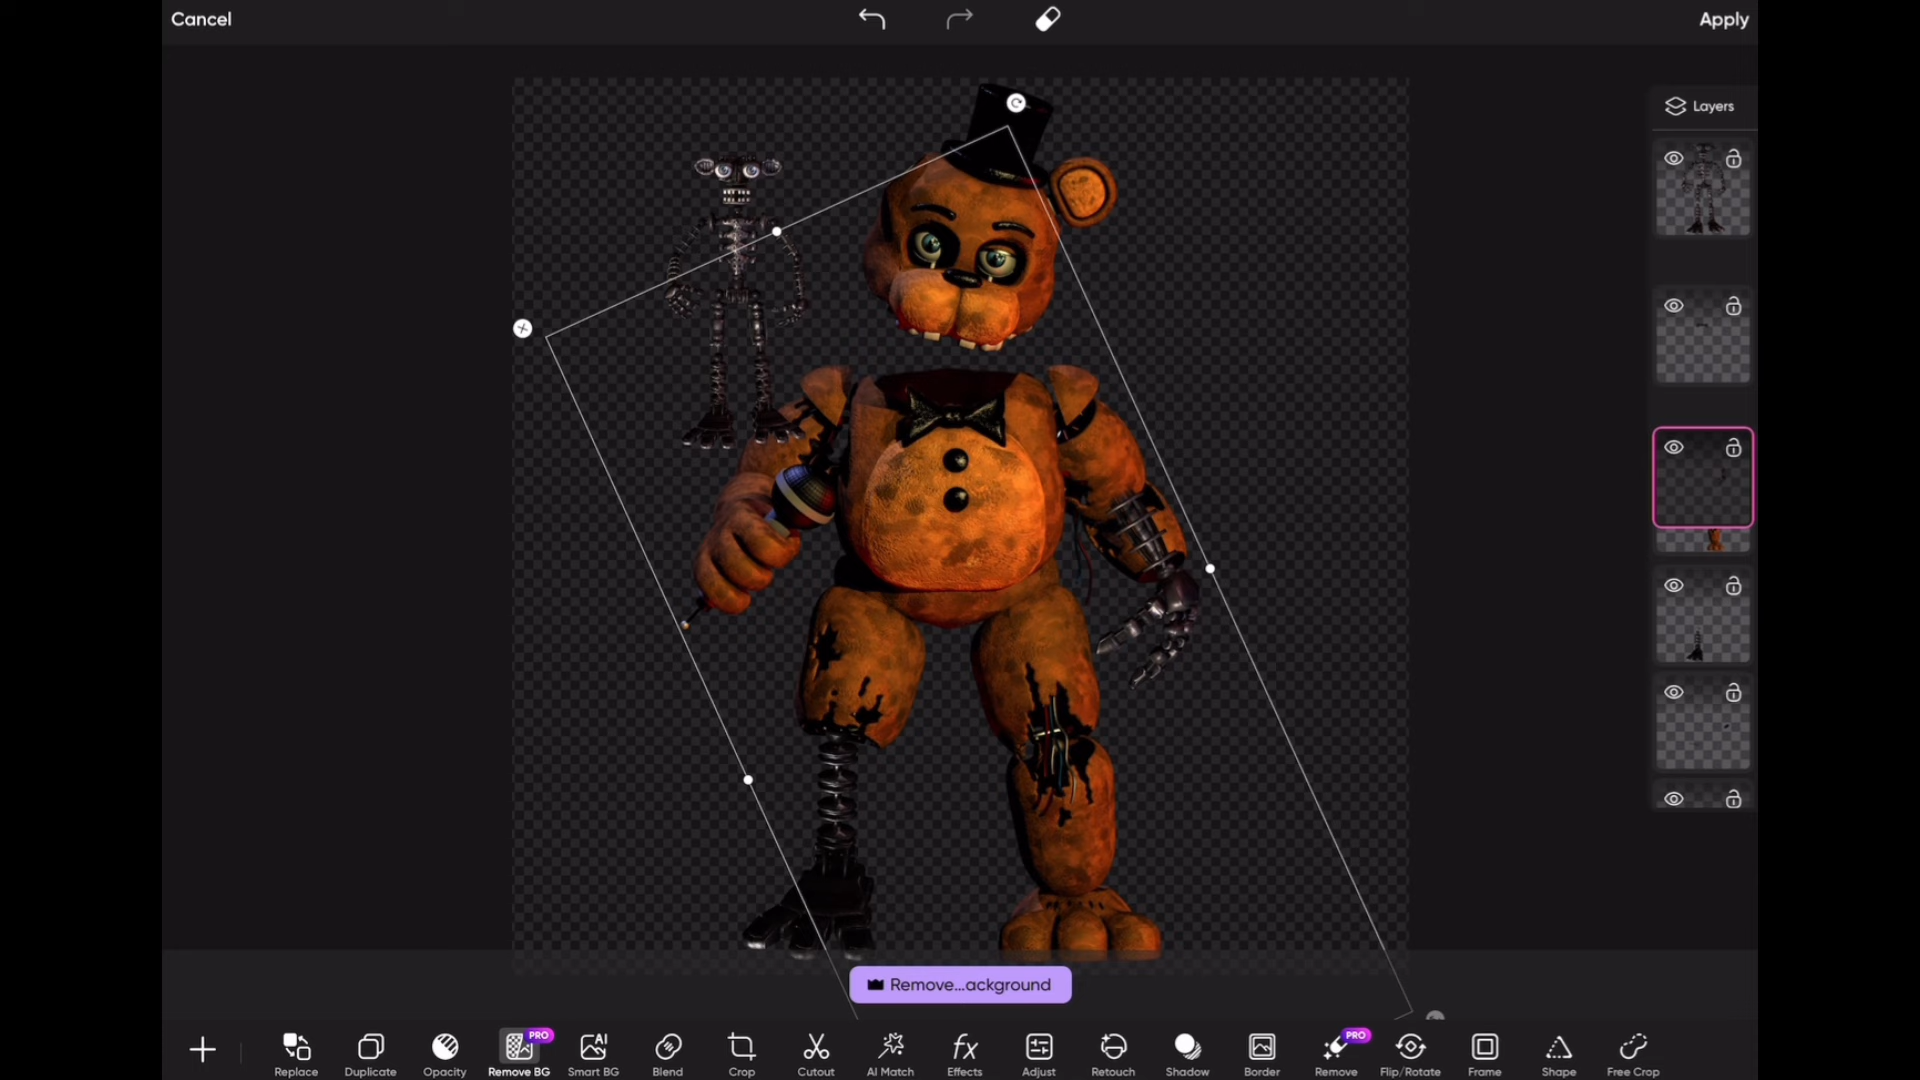 Cancel
Apply
Layers
Remove...ackground
PRO
PRO
Replace
Duplicate
Opacity
Remove BG
Smart BG
Blend
Crop
Cutout
AI Match
Effects
Adjust
Retouch
Shadow
Border
Remove
Flip/Rotate
Frame
Shape
Free Crop